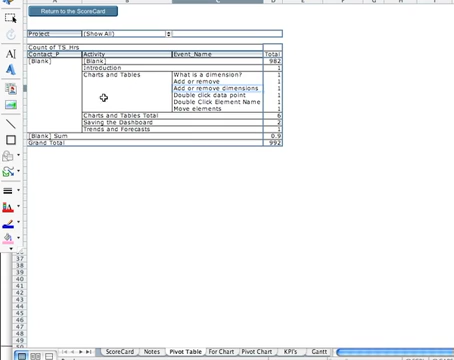 Return to the ScoreCard
Project (Show All)
Count of TS_Hrs
Contact_P Activity Event_Name Total
[Blank] [Blank] 982
Introduction 1
Charts and Tables What is a dimension? 1
Add or remove 1
Add or remove dimensions 1
Double click data point 1
Double Click Element Name 1
Move elements 1
Charts and Tables Total 6
Saving the Dashboard 2
Trends and Forecasts 1
[Blank] Sum 0.9
Grand Total 992
37
38
39
40
41
42
43
44
45
46
47
48
49
ScoreCard Notes Pivot Table For Chart Pivot Chart KPI's Gantt